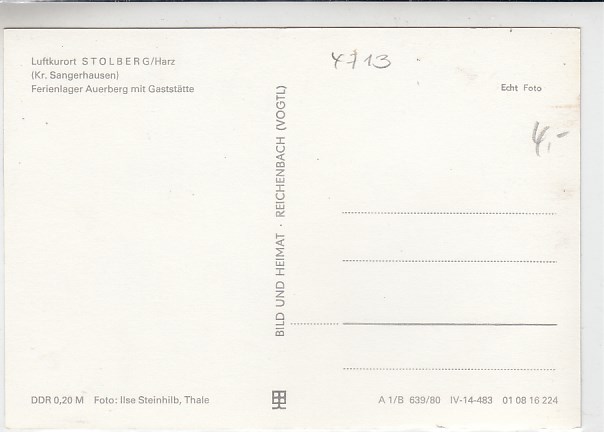 Luftkurort STOLBERG/Harz
(Kr. Sangerhausen)
Ferienlager Auerberg mit Gaststätte
4713
Echt Foto
4,-
BILD UND HEIMAT · REICHENBACH (VOGTL)
DDR 0,20 M Foto: Ilse Steinhilb, Thale
A 1/B 639/80 IV-14-483 01 08 16 224